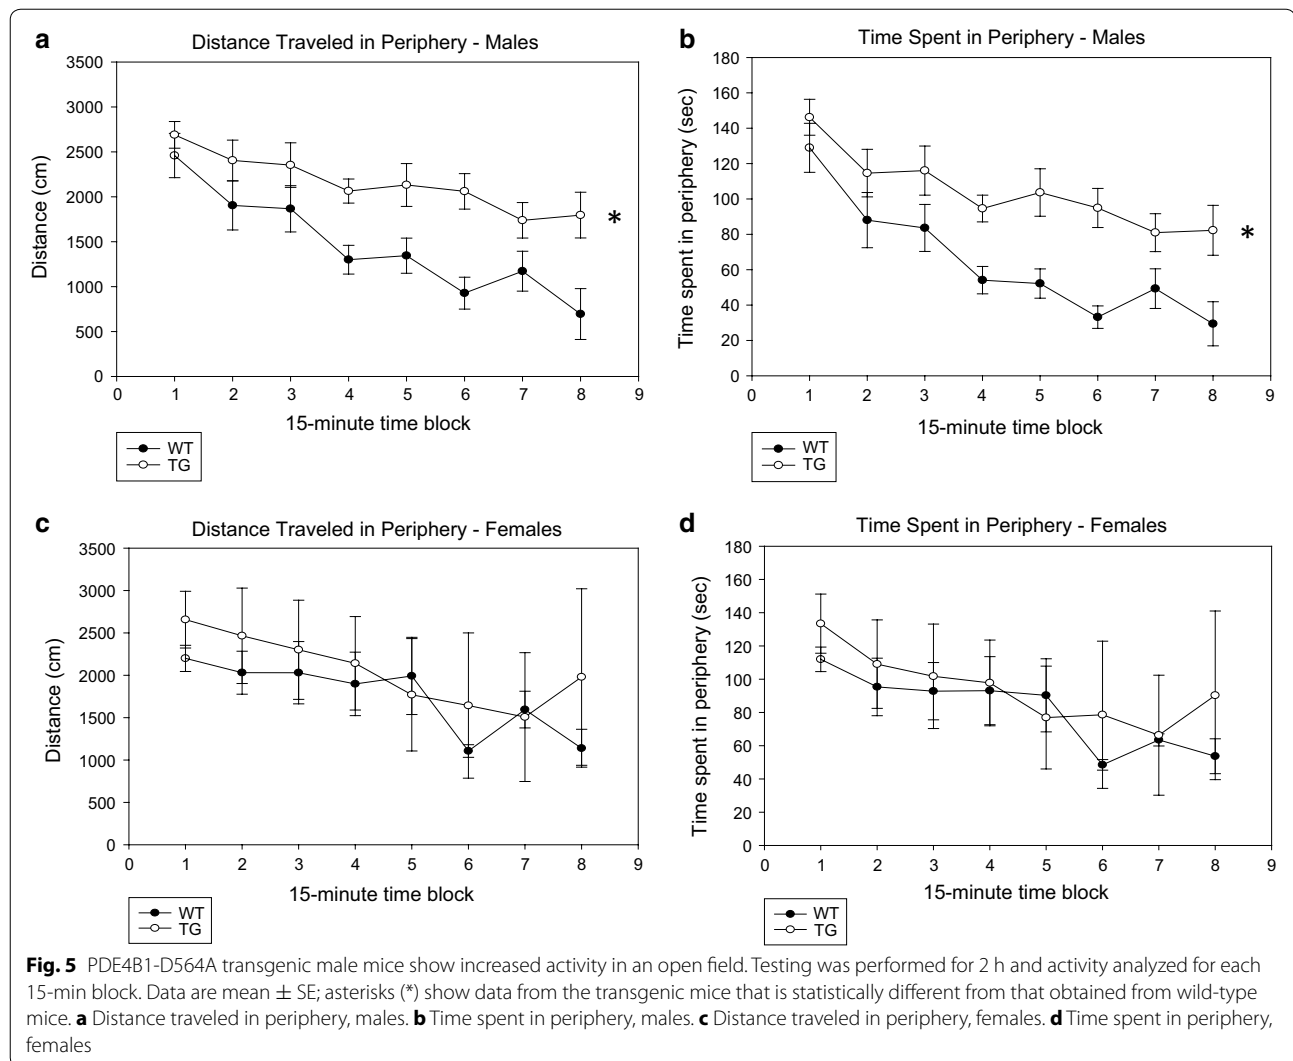 a
Distance Traveled in Periphery - Males
3500
3000
2500
2000
1500
1000
500
0
Distance (cm)
0 1 2 3 4 5 6 7 8 9
15-minute time block
*
WT
TG
b
Time Spent in Periphery - Males
180
160
140
120
100
80
60
40
20
0
Time spent in periphery (sec)
0 1 2 3 4 5 6 7 8 9
15-minute time block
*
WT
TG
c
Distance Traveled in Periphery - Females
3500
3000
2500
2000
1500
1000
500
0
Distance (cm)
0 1 2 3 4 5 6 7 8 9
15-minute time block
WT
TG
d
Time Spent in Periphery - Females
180
160
140
120
100
80
60
40
20
0
Time spent in periphery (sec)
0 1 2 3 4 5 6 7 8 9
15-minute time block
WT
TG
Fig. 5 PDE4B1-D564A transgenic male mice show increased activity in an open field. Testing was performed for 2 h and activity analyzed for each
15-min block. Data are mean ± SE; asterisks (*) show data from the transgenic mice that is statistically different from that obtained from wild-type
mice. a Distance traveled in periphery, males. b Time spent in periphery, males. c Distance traveled in periphery, females. d Time spent in periphery,
females